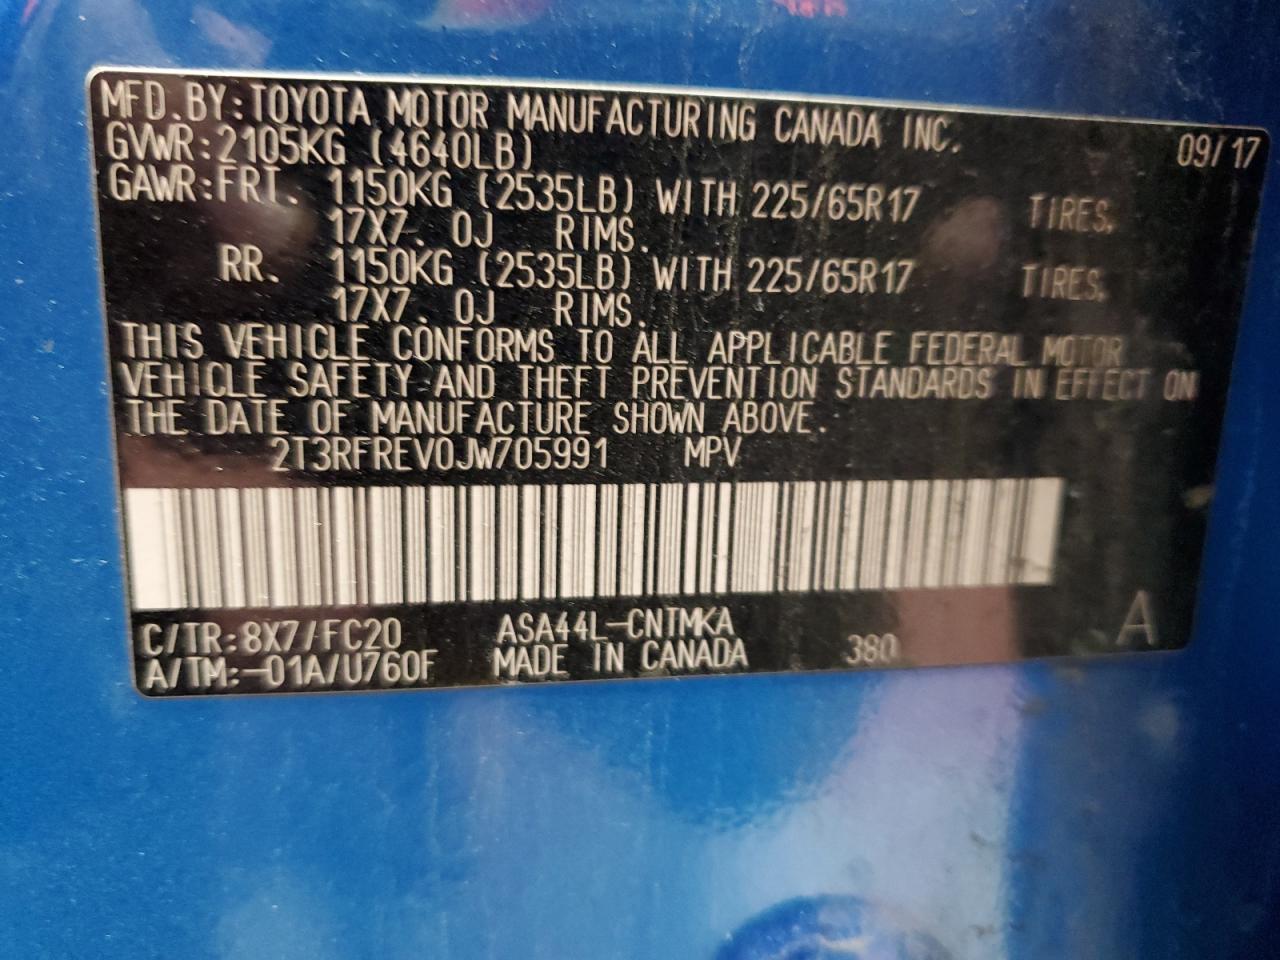 MFD.BY:TOYOTA MOTOR MANUFACTURING CANADA INC. 09/17
GVWR:2105KG (4640LB)
GAWR:FRT. 1150KG (2535LB) WITH 225/65R17 TIRES,
17X7. 0J RIMS.
RR. 1150KG (2535LB) WITH 225/65R17 TIRES,
17X7. 0J RIMS.
THIS VEHICLE CONFORMS TO ALL APPLICABLE FEDERAL MOTOR
VEHICLE SAFETY AND THEFT PREVENTION STANDARDS IN EFFECT ON
THE DATE OF MANUFACTURE SHOWN ABOVE.
2T3RFREV0JW705991 MPV
C/TR:8X7/FC20 ASA44L-CNTMKA A
A/TM:-01A/U760F MADE IN CANADA 380